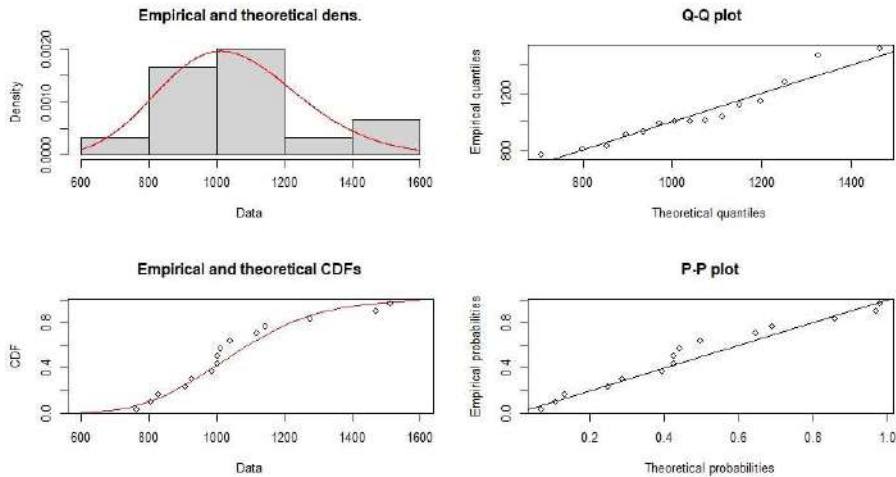 Empirical and theoretical dens.
Density
0.0000 0.0010 0.0020
600 800 1000 1200 1400 1600
Data
Q-Q plot
Empirical quantiles
800 1200
800 1000 1200 1400
Theoretical quantiles
Empirical and theoretical CDFs
CDF
0.0 0.4 0.8
600 800 1000 1200 1400 1600
Data
P-P plot
Empirical probabilities
0.0 0.4 0.8
0.2 0.4 0.6 0.8 1.0
Theoretical probabilities